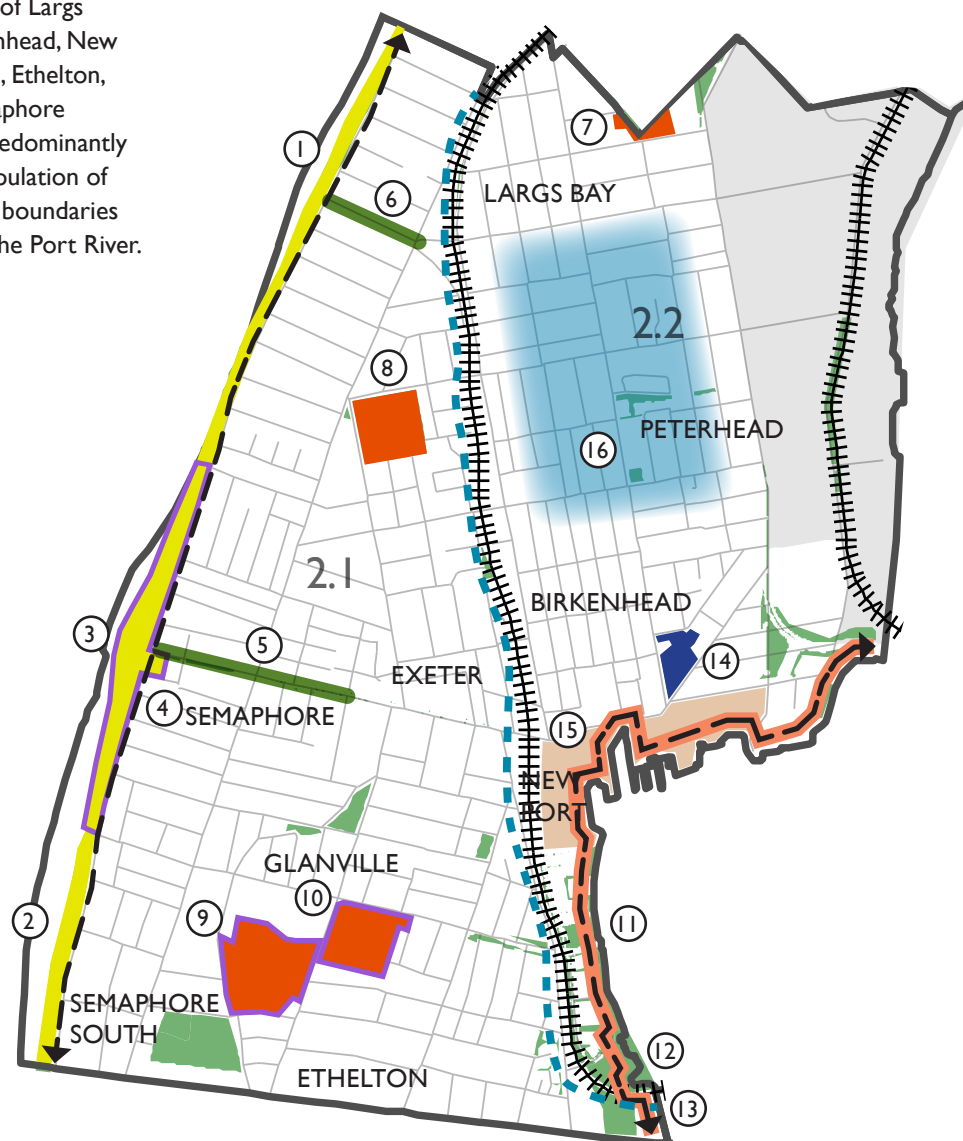 of Largs
nhead, New
, Ethelton,
aphore
edominantly
pulation of
boundaries
he Port River.
1
7
6
LARGS BAY
2.2
8
PETERHEAD
16
2.1
BIRKENHEAD
3
5
14
EXETER
4
SEMAPHORE
15
NEW
PORT
GLANVILLE
10
9
2
11
SEMAPHORE
SOUTH
12
ETHELTON
13